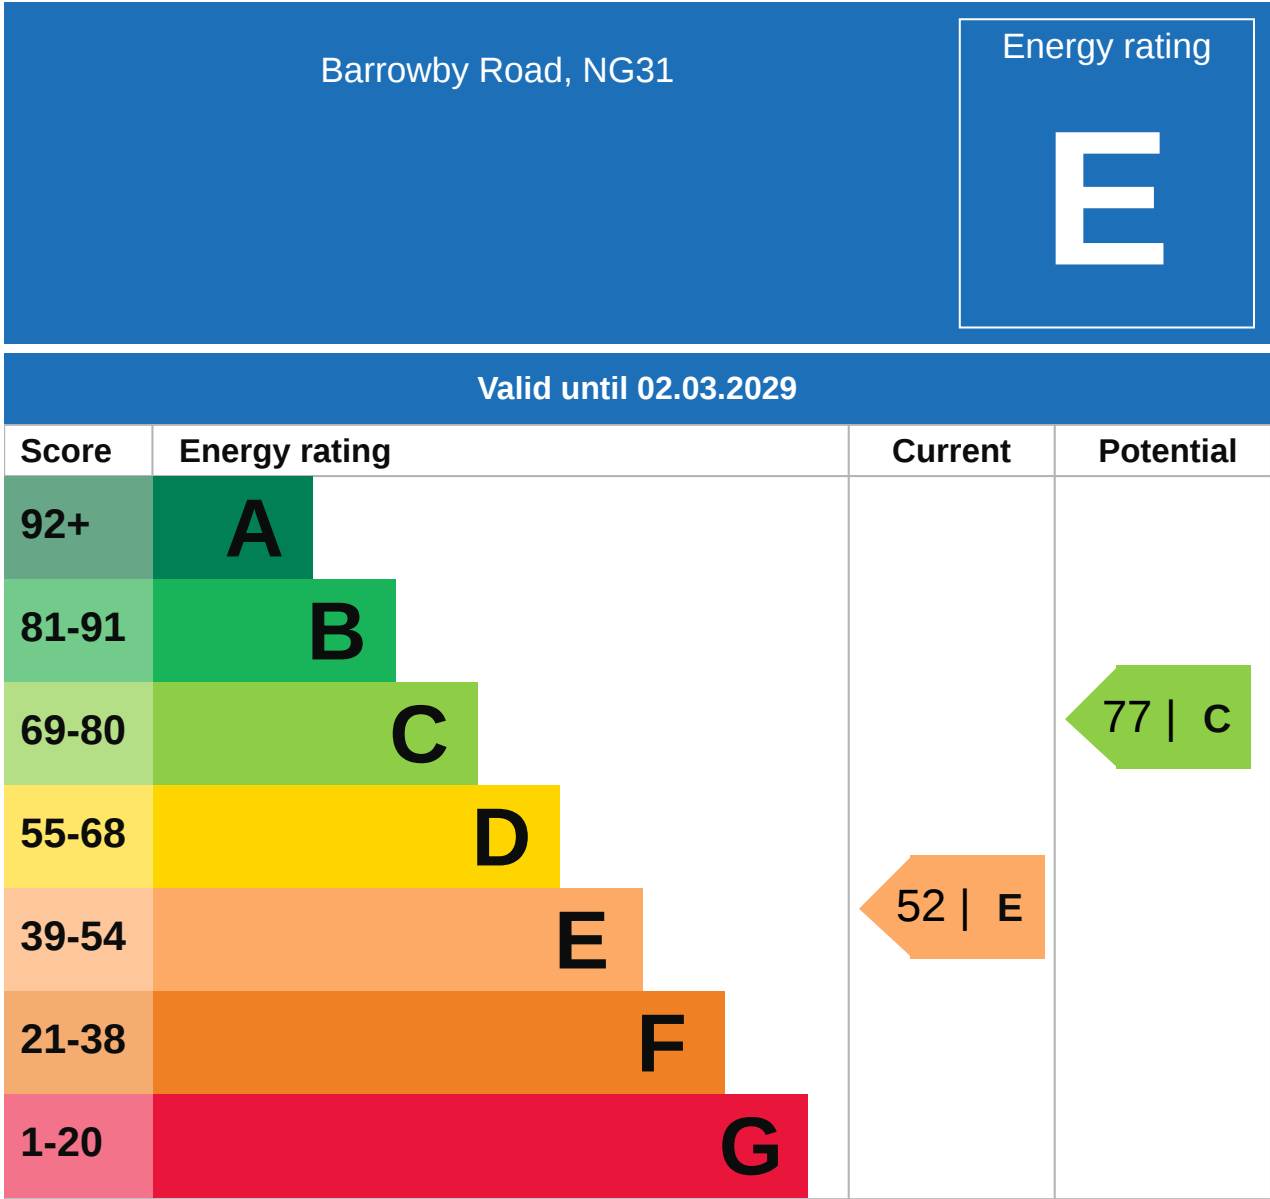 Barrowby Road, NG31
Energy rating
E
Valid until 02.03.2029
Score Energy rating Current Potential
92+ A
81-91 B
69-80 C
77 | C
55-68 D
39-54 E
52 | E
21-38 F
1-20 G